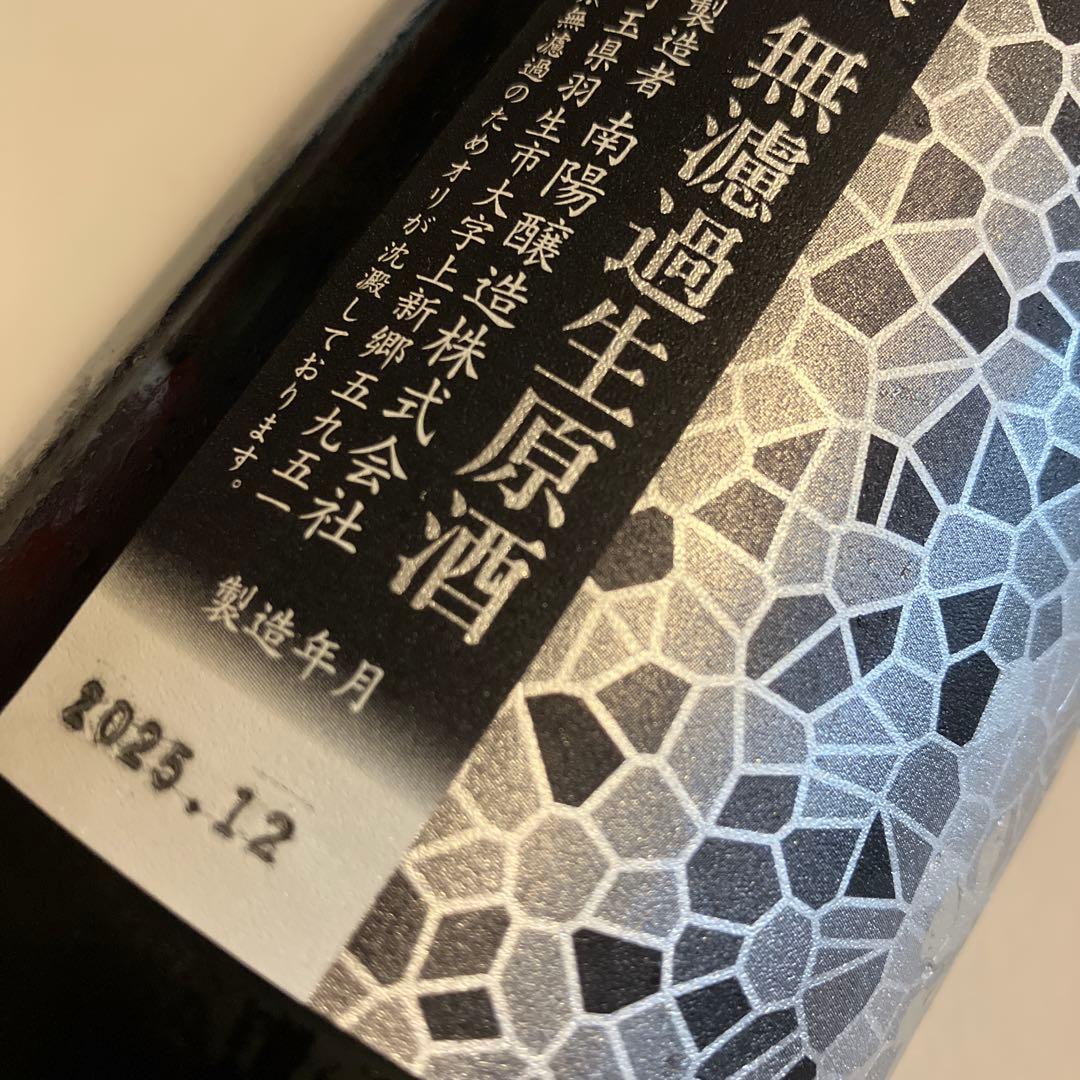 無濾過生原酒
製造者 南陽醸造株式会社
玉県羽生市大字上新郷五九五一
無濾過のためオリが沈澱しております。
製造年月
2025.12